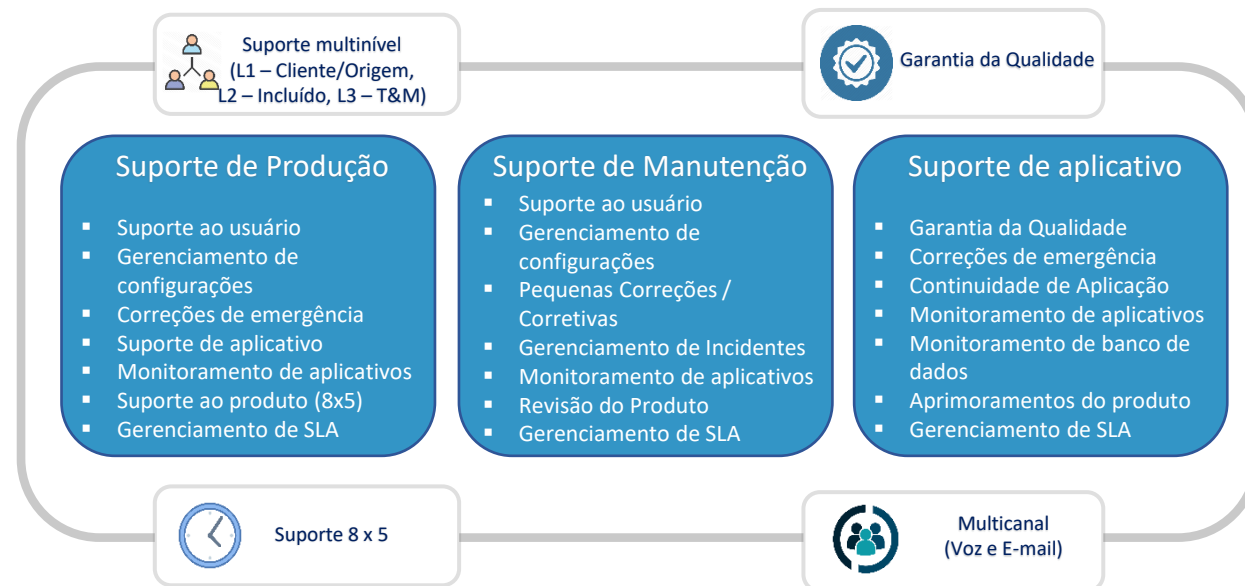 Suporte multinível
(L1 – Cliente/Origem,
L2 – Incluído, L3 – T&M)
Garantia da Qualidade
Suporte de Produção
▪ Suporte ao usuário
▪ Gerenciamento de
configurações
▪ Correções de emergência
▪ Suporte de aplicativo
▪ Monitoramento de aplicativos
▪ Suporte ao produto (8x5)
▪ Gerenciamento de SLA
Suporte de Manutenção
▪ Suporte ao usuário
▪ Gerenciamento de
configurações
▪ Pequenas Correções /
Corretivas
▪ Gerenciamento de Incidentes
▪ Monitoramento de aplicativos
▪ Revisão do Produto
▪ Gerenciamento de SLA
Suporte de aplicativo
▪ Garantia da Qualidade
▪ Correções de emergência
▪ Continuidade de Aplicação
▪ Monitoramento de aplicativos
▪ Monitoramento de banco de
dados
▪ Aprimoramentos do produto
▪ Gerenciamento de SLA
Suporte 8 x 5
Multicanal
(Voz e E-mail)